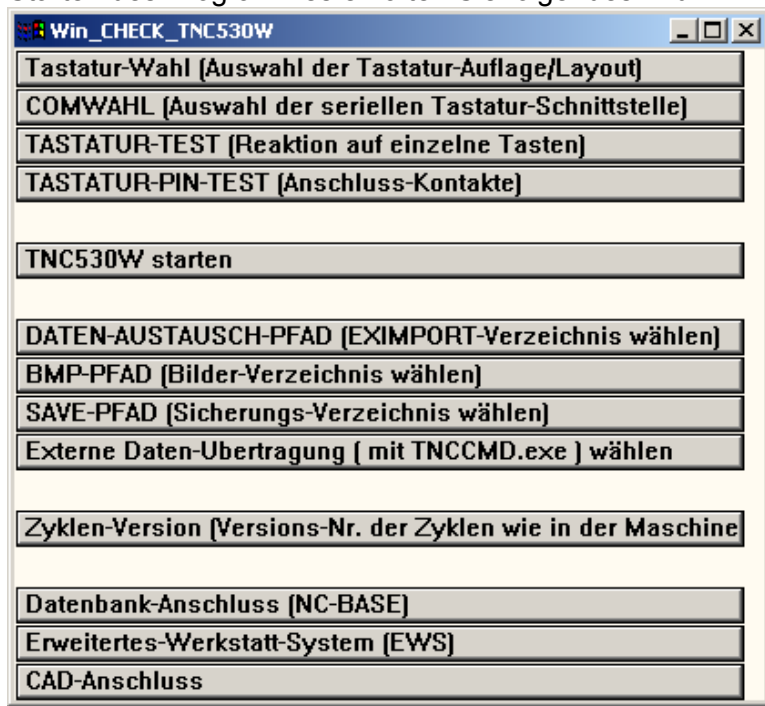 Win_CHECK_TNC530W
Tastatur-Wahl (Auswahl der Tastatur-Auflage/Layout)
COMWAHL (Auswahl der seriellen Tastatur-Schnittstelle)
TASTATUR-TEST (Reaktion auf einzelne Tasten)
TASTATUR-PIN-TEST (Anschluss-Kontakte)
TNC530W starten
DATEN-AUSTAUSCH-PFAD (EXIMPORT-Verzeichnis wählen)
BMP-PFAD (Bilder-Verzeichnis wählen)
SAVE-PFAD (Sicherungs-Verzeichnis wählen)
Externe Daten-Ubertragung ( mit TNCCMD.exe ) wählen
Zyklen-Version (Versions-Nr. der Zyklen wie in der Maschine
Datenbank-Anschluss (NC-BASE)
Erweitertes-Werkstatt-System (EWS)
CAD-Anschluss